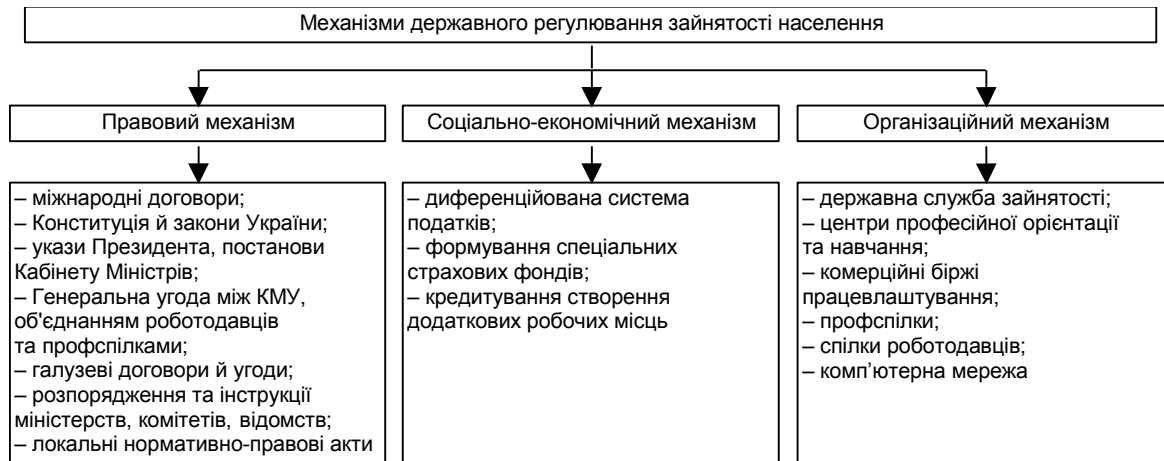 Механізми державного регулювання зайнятості населення
Правовий механізм
– міжнародні договори;
– Конституція й закони України;
– укази Президента, постанови
Кабінету Міністрів;
– Генеральна угода між КМУ,
об'єднанням роботодавців
та профспілками;
– галузеві договори й угоди;
– розпорядження та інструкції
міністерств, комітетів, відомств;
– локальні нормативно-правові акти
Соціально-економічний механізм
– диференційована система
податків;
– формування спеціальних
страхових фондів;
– кредитування створення
додаткових робочих місць
Організаційний механізм
– державна служба зайнятості;
– центри професійної орієнтації
та навчання;
– комерційні біржі
працевлаштування;
– профспілки;
– спілки роботодавців;
– комп’ютерна мережа